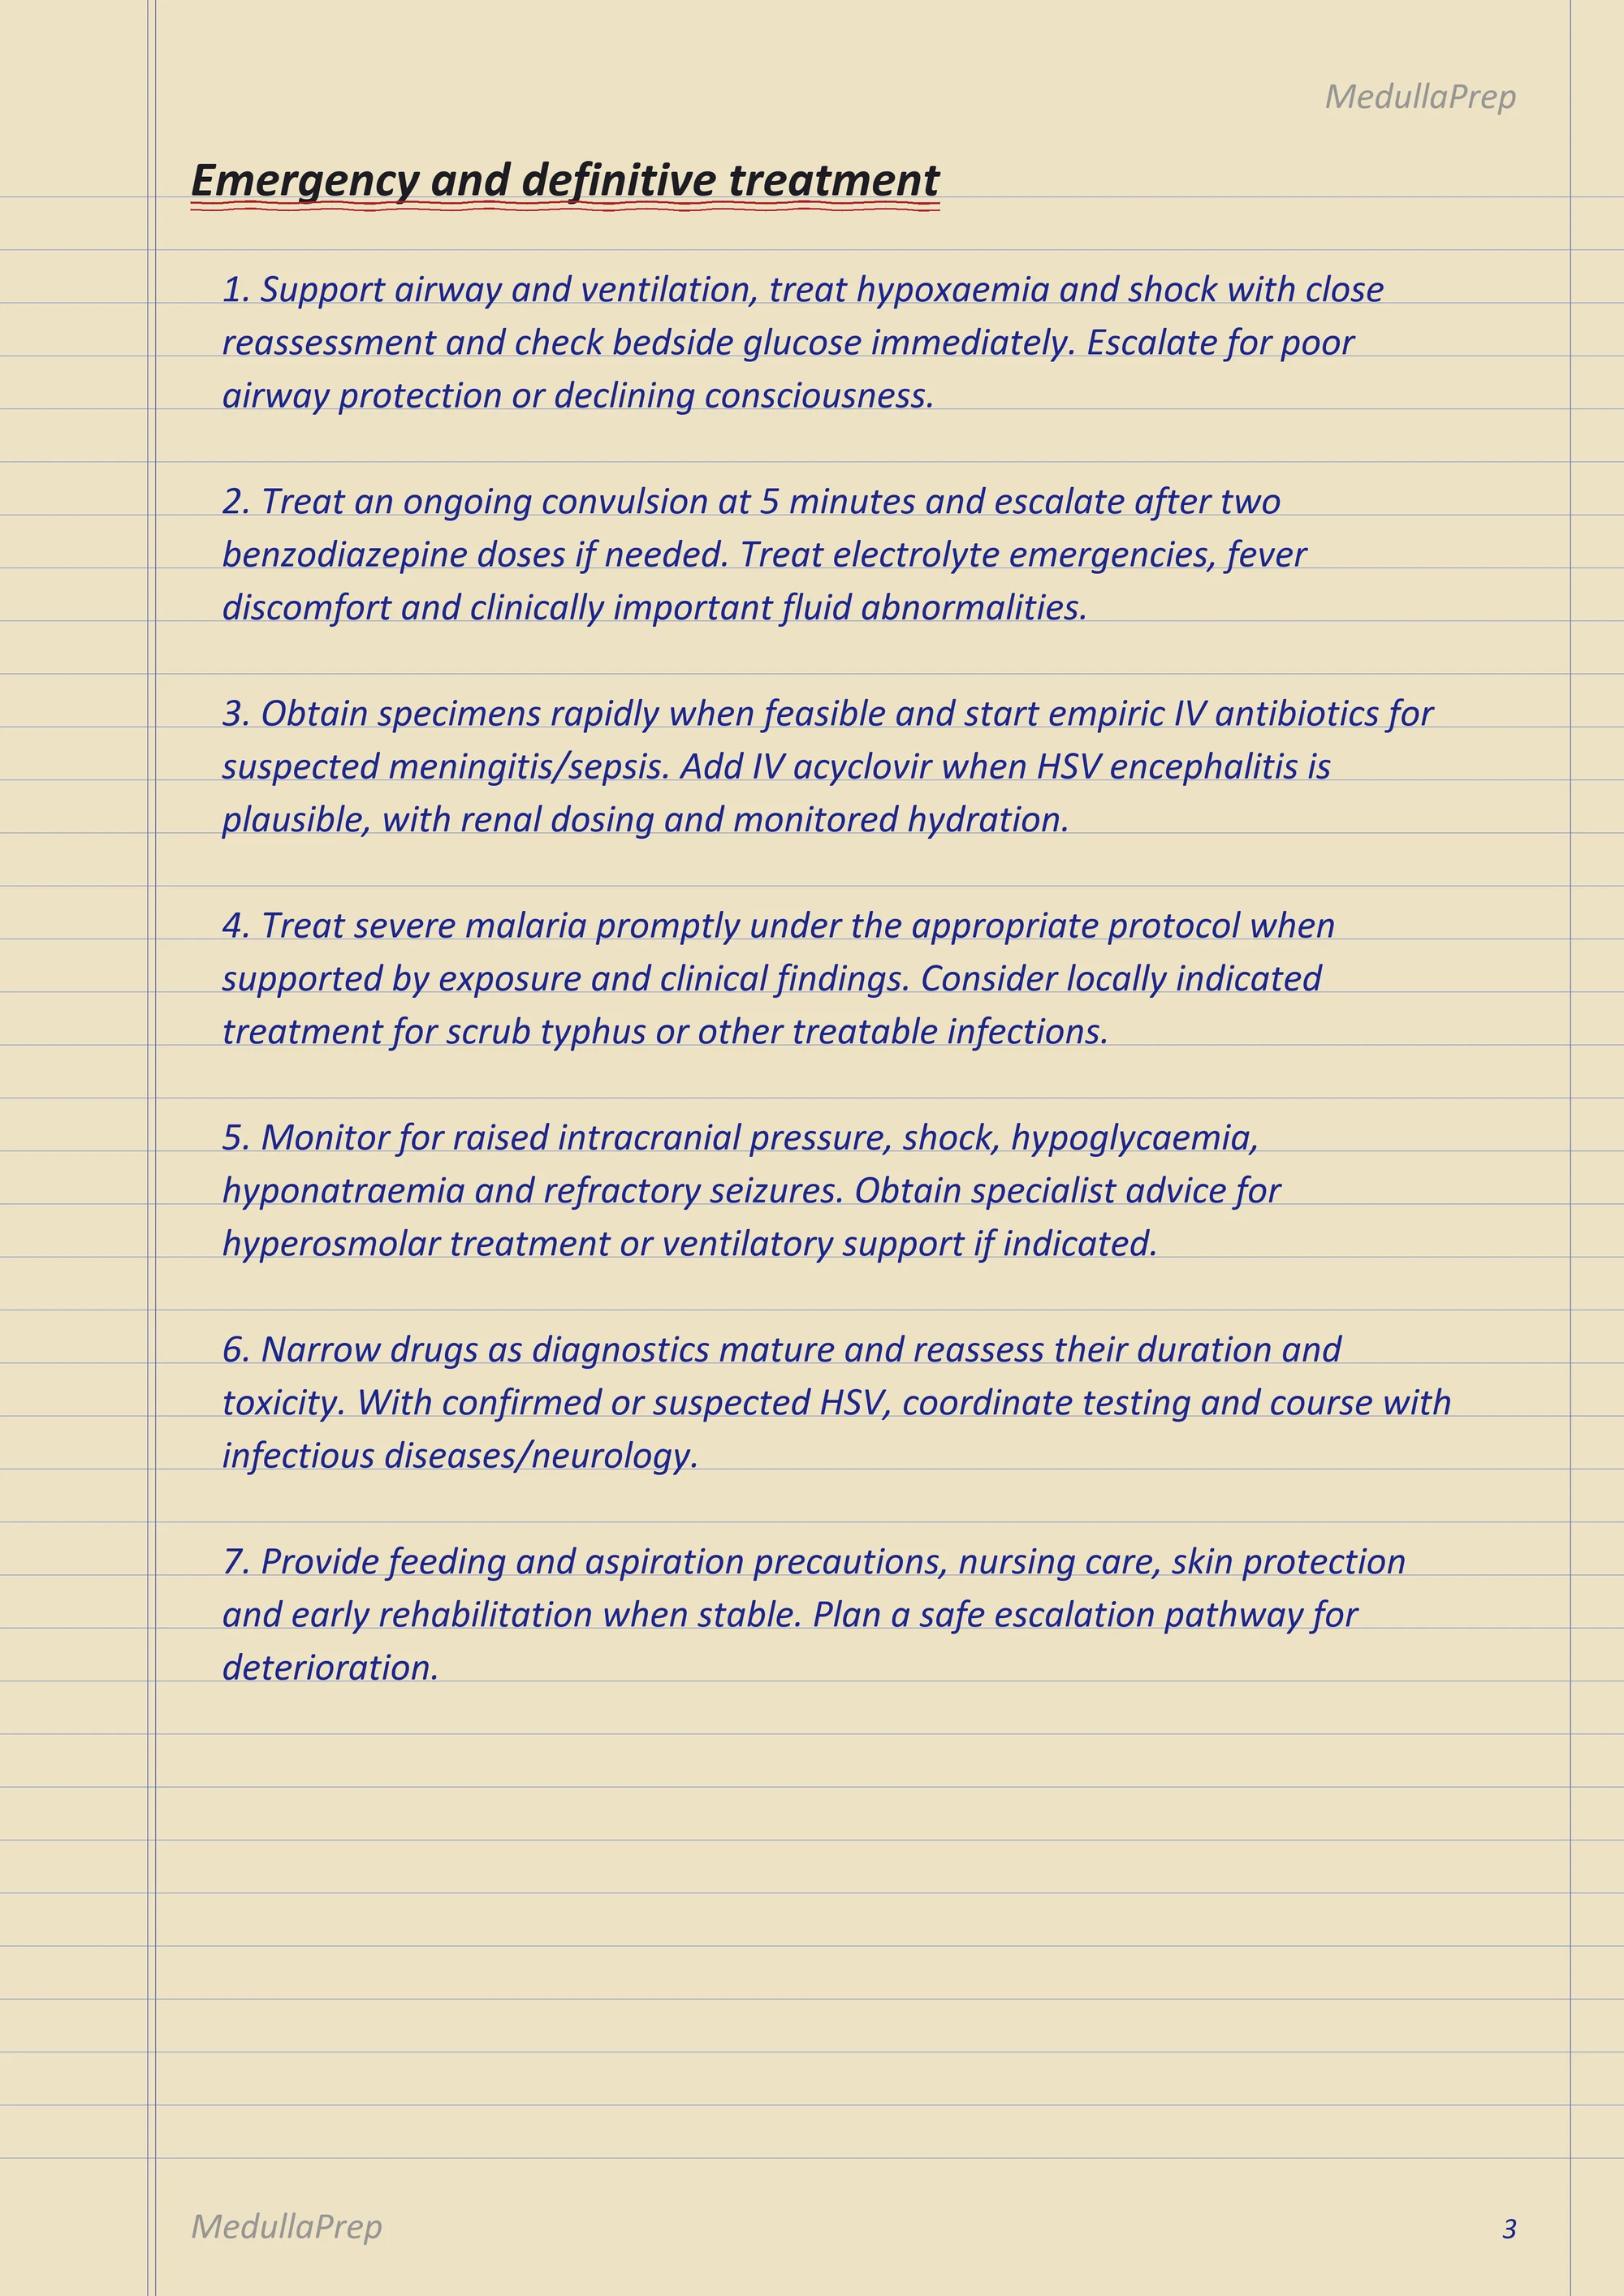 MedullaPrep
Emergency and definitive treatment
1. Support airway and ventilation, treat hypoxaemia and shock with close
reassessment and check bedside glucose immediately. Escalate for poor
airway protection or declining consciousness.
2. Treat an ongoing convulsion at 5 minutes and escalate after two
benzodiazepine doses if needed. Treat electrolyte emergencies, fever
discomfort and clinically important fluid abnormalities.
3. Obtain specimens rapidly when feasible and start empiric IV antibiotics for
suspected meningitis/sepsis. Add IV acyclovir when HSV encephalitis is
plausible, with renal dosing and monitored hydration.
4. Treat severe malaria promptly under the appropriate protocol when
supported by exposure and clinical findings. Consider locally indicated
treatment for scrub typhus or other treatable infections.
5. Monitor for raised intracranial pressure, shock, hypoglycaemia,
hyponatraemia and refractory seizures. Obtain specialist advice for
hyperosmolar treatment or ventilatory support if indicated.
6. Narrow drugs as diagnostics mature and reassess their duration and
toxicity. With confirmed or suspected HSV, coordinate testing and course with
infectious diseases/neurology.
7. Provide feeding and aspiration precautions, nursing care, skin protection
and early rehabilitation when stable. Plan a safe escalation pathway for
deterioration.
MedullaPrep
3